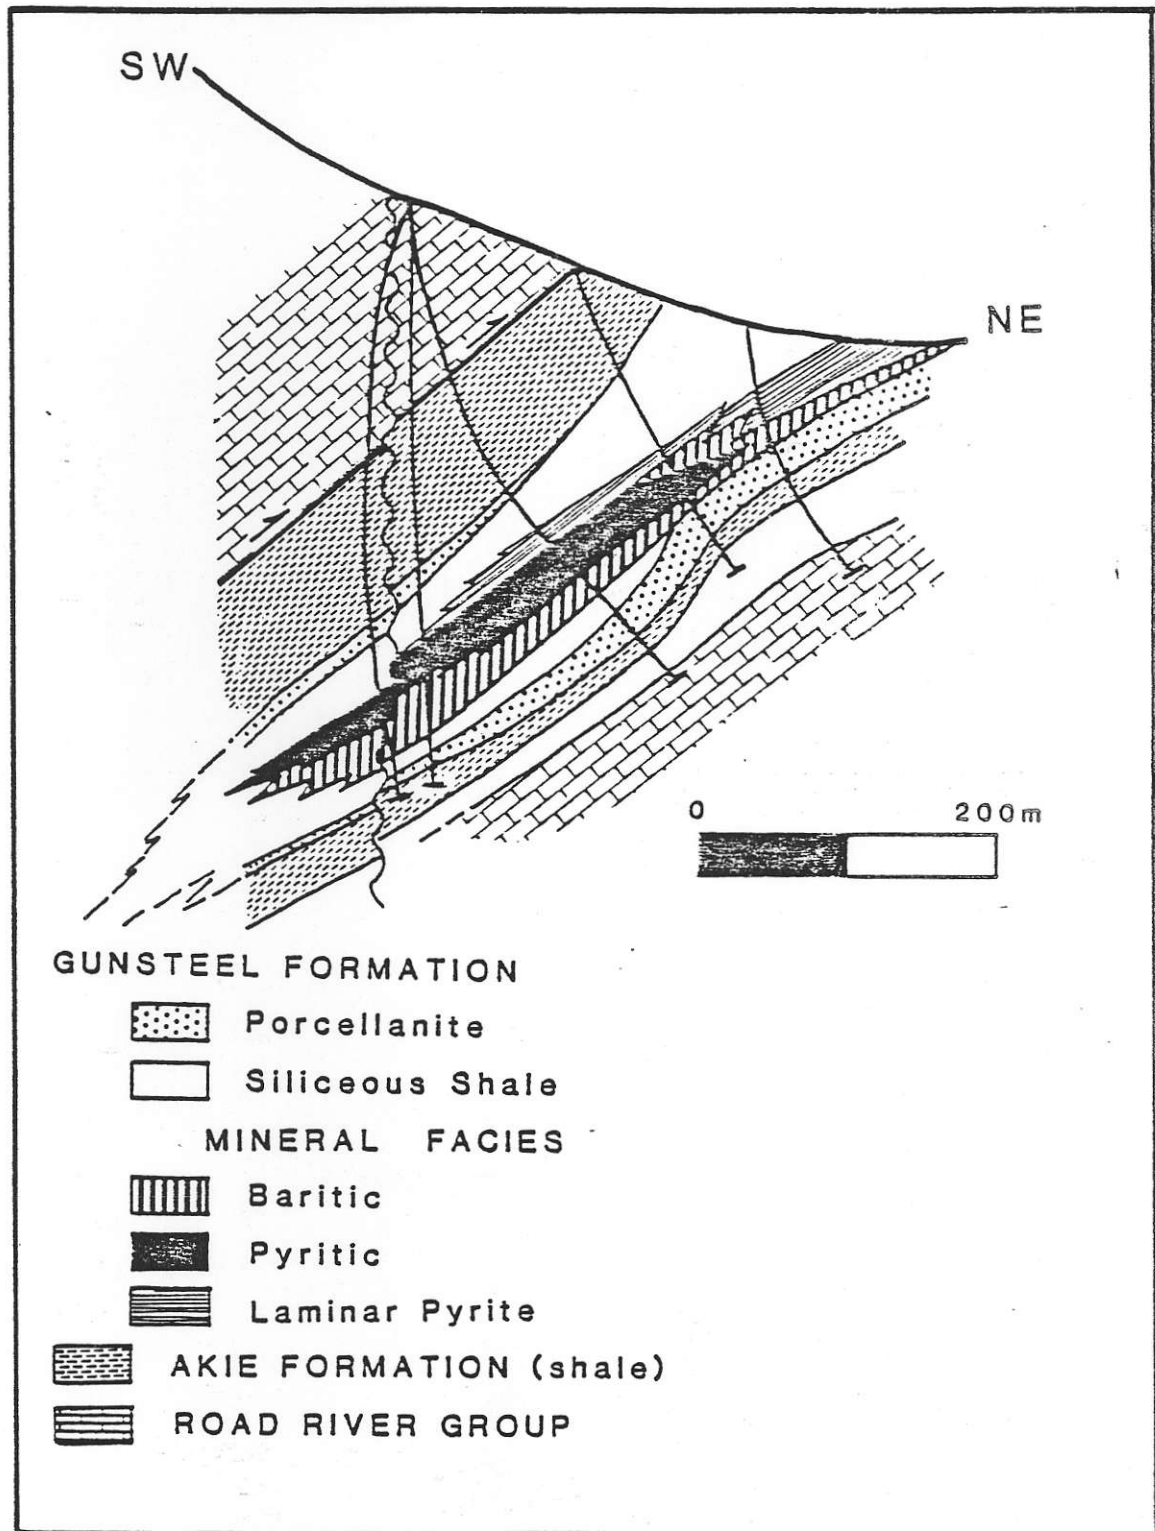 SW
NE
0 200m
GUNSTEEL FORMATION
Porcellanite
Siliceous Shale
MINERAL FACIES
Baritic
Pyritic
Laminar Pyrite
AKIE FORMATION (shale)
ROAD RIVER GROUP